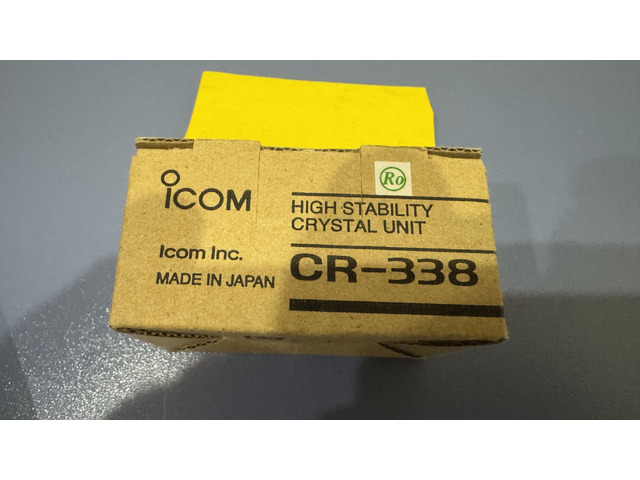 ICOM
Ro
HIGH STABILITY
CRYSTAL UNIT
Icom Inc.
CR-338
MADE IN JAPAN